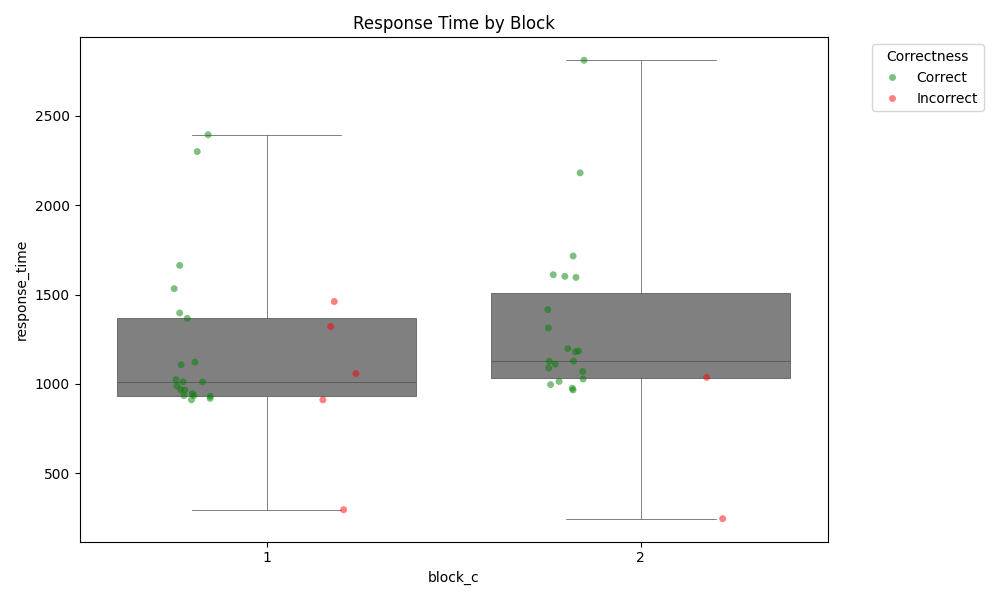 Response Time by Block
Correctness
Correct
Incorrect
2500
2000
1500
1000
500
response_time
1
2
block_c